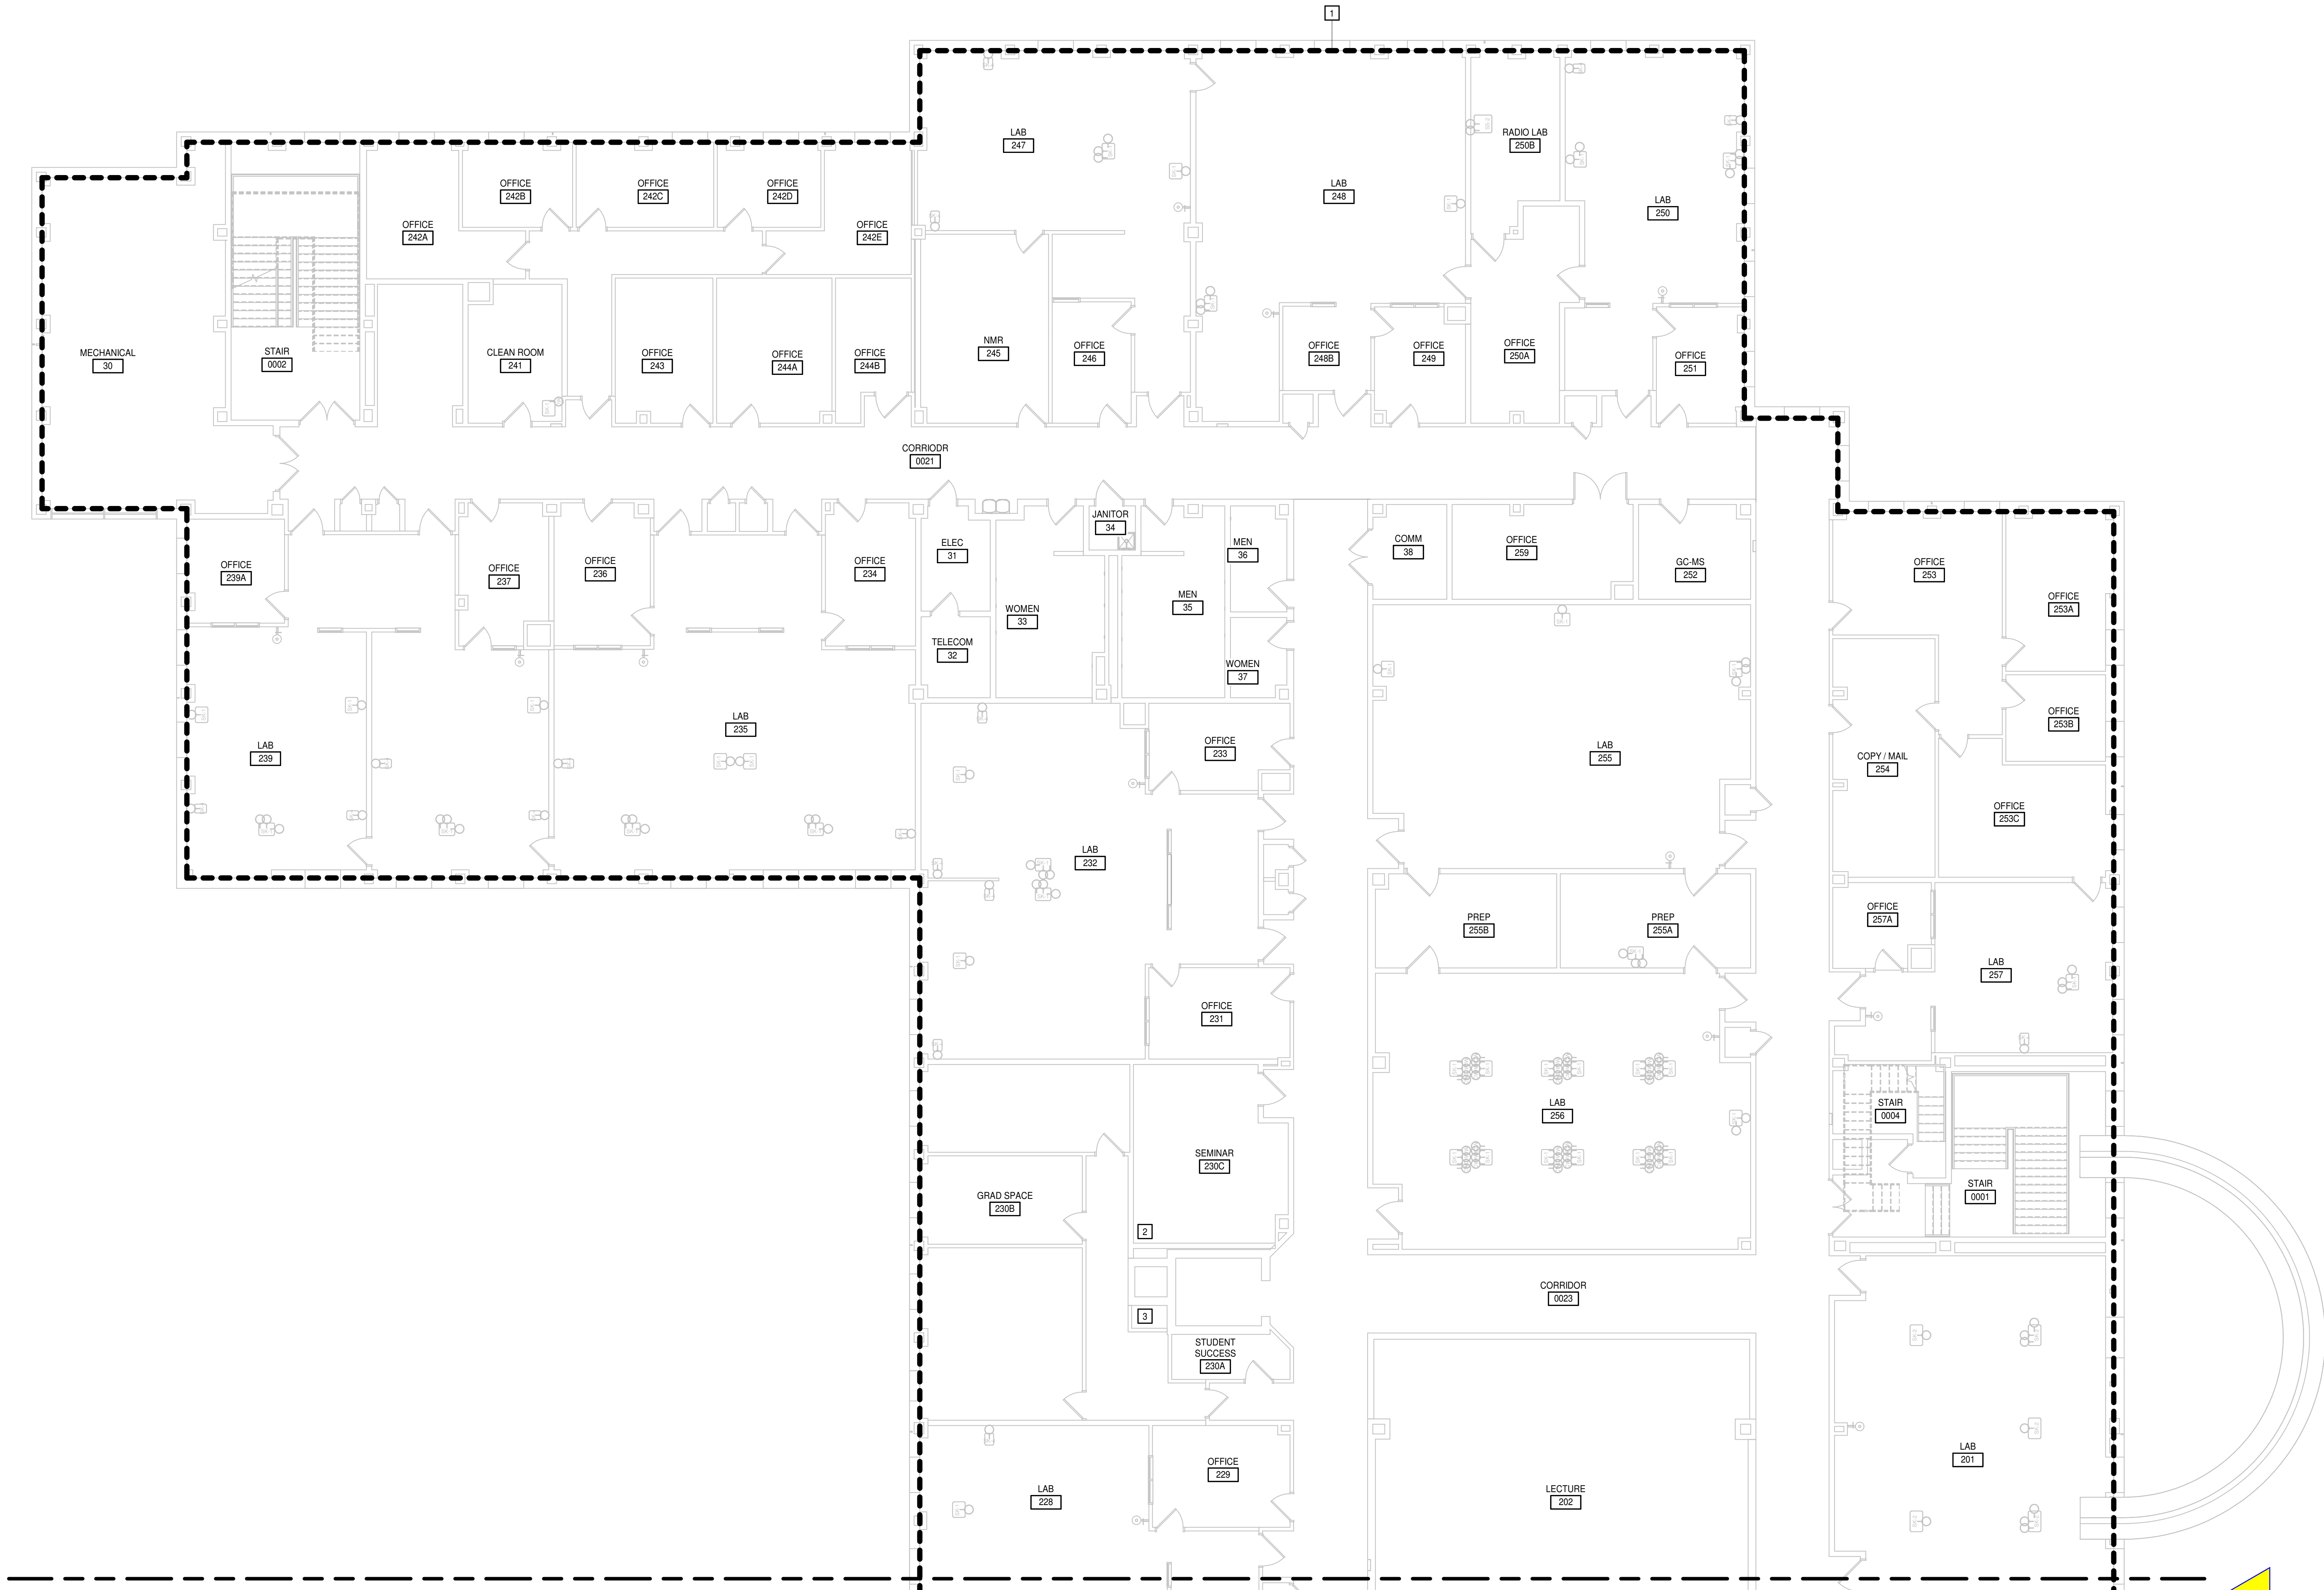 1
LAB
247
RADIO LAB
250B
OFFICE
242B
OFFICE
242C
OFFICE
242D
LAB
248
LAB
250
OFFICE
242A
OFFICE
242E
MECHANICAL
30
STAIR
0002
CLEAN ROOM
241
OFFICE
243
OFFICE
244A
OFFICE
244B
NMR
245
OFFICE
246
OFFICE
248B
OFFICE
249
OFFICE
250A
OFFICE
251
CORRIODR
0021
JANITOR
34
ELEC
31
MEN
36
COMM
38
OFFICE
259
GC-MS
252
OFFICE
253
OFFICE
239A
OFFICE
237
OFFICE
236
OFFICE
234
WOMEN
33
MEN
35
OFFICE
253A
TELECOM
32
WOMEN
37
LAB
239
LAB
235
OFFICE
233
LAB
255
COPY / MAIL
254
OFFICE
253B
OFFICE
253C
LAB
232
PREP
255B
PREP
255A
OFFICE
257A
LAB
257
OFFICE
231
LAB
256
STAIR
0004
SEMINAR
230C
GRAD SPACE
230B
STAIR
0001
2
CORRIDOR
0023
3
STUDENT
SUCCESS
230A
LAB
228
OFFICE
229
LECTURE
202
LAB
201